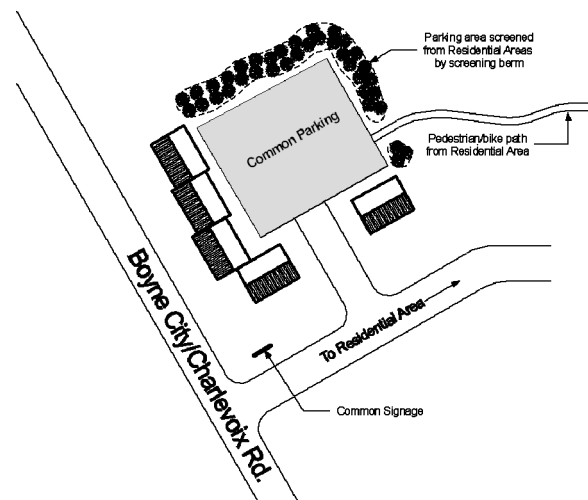 Parking area screened
from Residential Areas
by screening berm
Common Parking
Pedestrian/bike path
from Residential Area
Boyne City/Charlevoix Rd.
To Residential Area
Common Signage